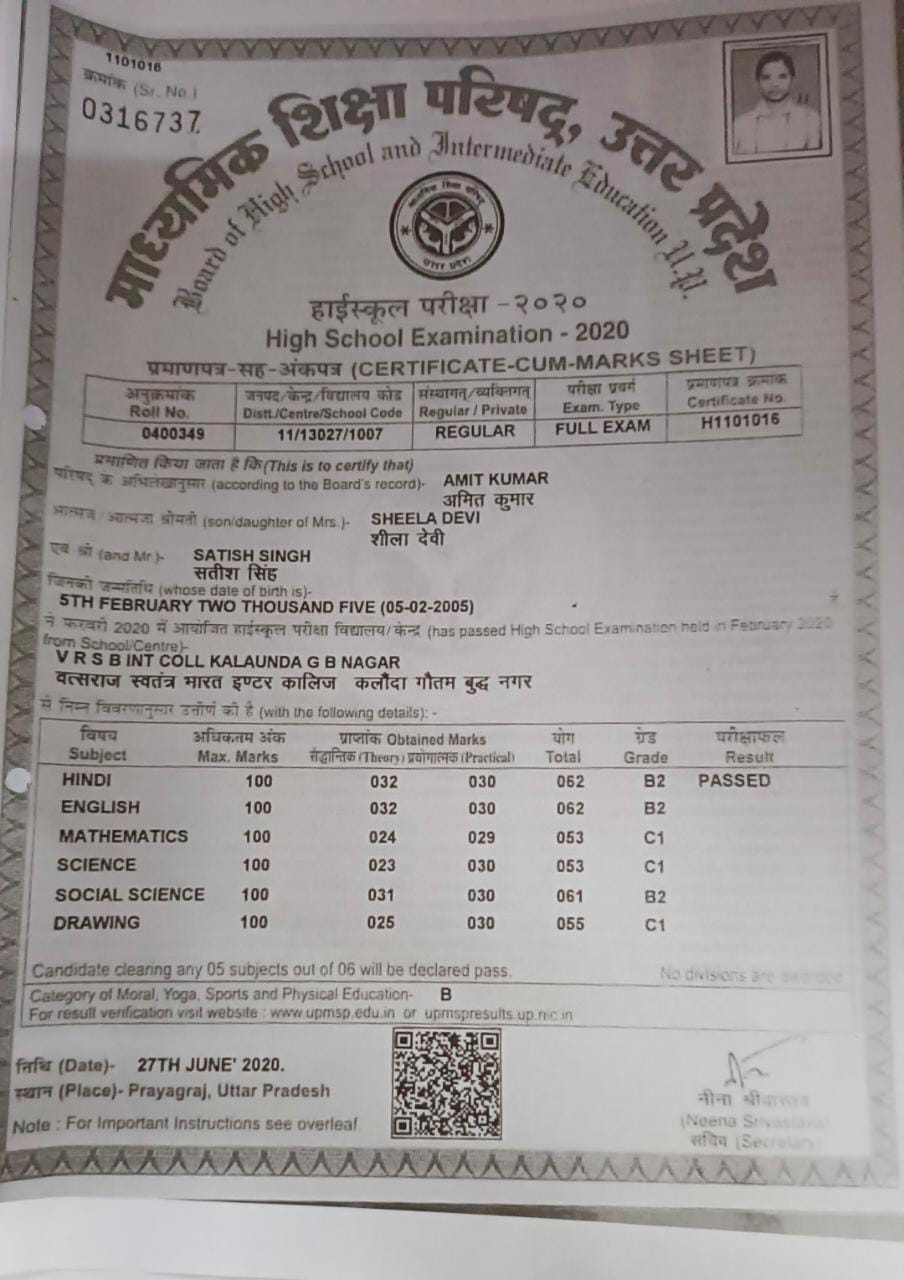 1101016
क्रमांक (Sr. No.)
0316737
माध्यमिक शिक्षा परिषद्, उत्तर प्रदेश
Board of High School and Intermediate Education U.P.
माध्यमिक शिक्षा परिषद्
उत्तर प्रदेश
हाईस्कूल परीक्षा - २०२०
High School Examination - 2020
प्रमाणपत्र-सह-अंकपत्र (CERTIFICATE-CUM-MARKS SHEET)
अनुक्रमांक जनपद/केन्द्र/विद्यालय कोड संस्थागत/व्यक्तिगत परीक्षा प्रवर्ग प्रमाणपत्र क्रमांक
Roll No. Distt./Centre/School Code Regular / Private Exam. Type Certificate No.
0400349 11/13027/1007 REGULAR FULL EXAM H1101016
प्रमाणित किया जाता है कि (This is to certify that)
परिषद् के अभिलेखानुसार (according to the Board's record)- AMIT KUMAR
अमित कुमार
आत्मज/आत्मजा श्रीमती (son/daughter of Mrs.)- SHEELA DEVI
शीला देवी
एवं श्री (and Mr.)- SATISH SINGH
सतीश सिंह
जिनकी जन्मतिथि (whose date of birth is)-
5TH FEBRUARY TWO THOUSAND FIVE (05-02-2005) है
ने फरवरी 2020 में आयोजित हाईस्कूल परीक्षा विद्यालय/केन्द्र (has passed High School Examination held in February 2020
from School/Centre)-
V R S B INT COLL KALAUNDA G B NAGAR
वत्सराज स्वतंत्र भारत इण्टर कालिज कलौंदा गौतम बुद्ध नगर
से निम्न विवरणानुसार उत्तीर्ण की है (with the following details): -
विषय अधिकतम अंक प्राप्तांक Obtained Marks योग ग्रेड परीक्षाफल
Subject Max. Marks सैद्धान्तिक (Theory) प्रयोगात्मक (Practical) Total Grade Result
HINDI 100 032 030 062 B2 PASSED
ENGLISH 100 032 030 062 B2
MATHEMATICS 100 024 029 053 C1
SCIENCE 100 023 030 053 C1
SOCIAL SCIENCE 100 031 030 061 B2
DRAWING 100 025 030 055 C1
Candidate clearing any 05 subjects out of 06 will be declared pass. No divisions are awarded
Category of Moral, Yoga, Sports and Physical Education- B
For result verification visit website : www.upmsp.edu.in or upmspresults.up.nic.in
तिथि (Date)- 27TH JUNE' 2020.
स्थान (Place)- Prayagraj, Uttar Pradesh
Note : For Important Instructions see overleaf
नीना श्रीवास्तव
(Neena Srivastava)
सचिव (Secretary)